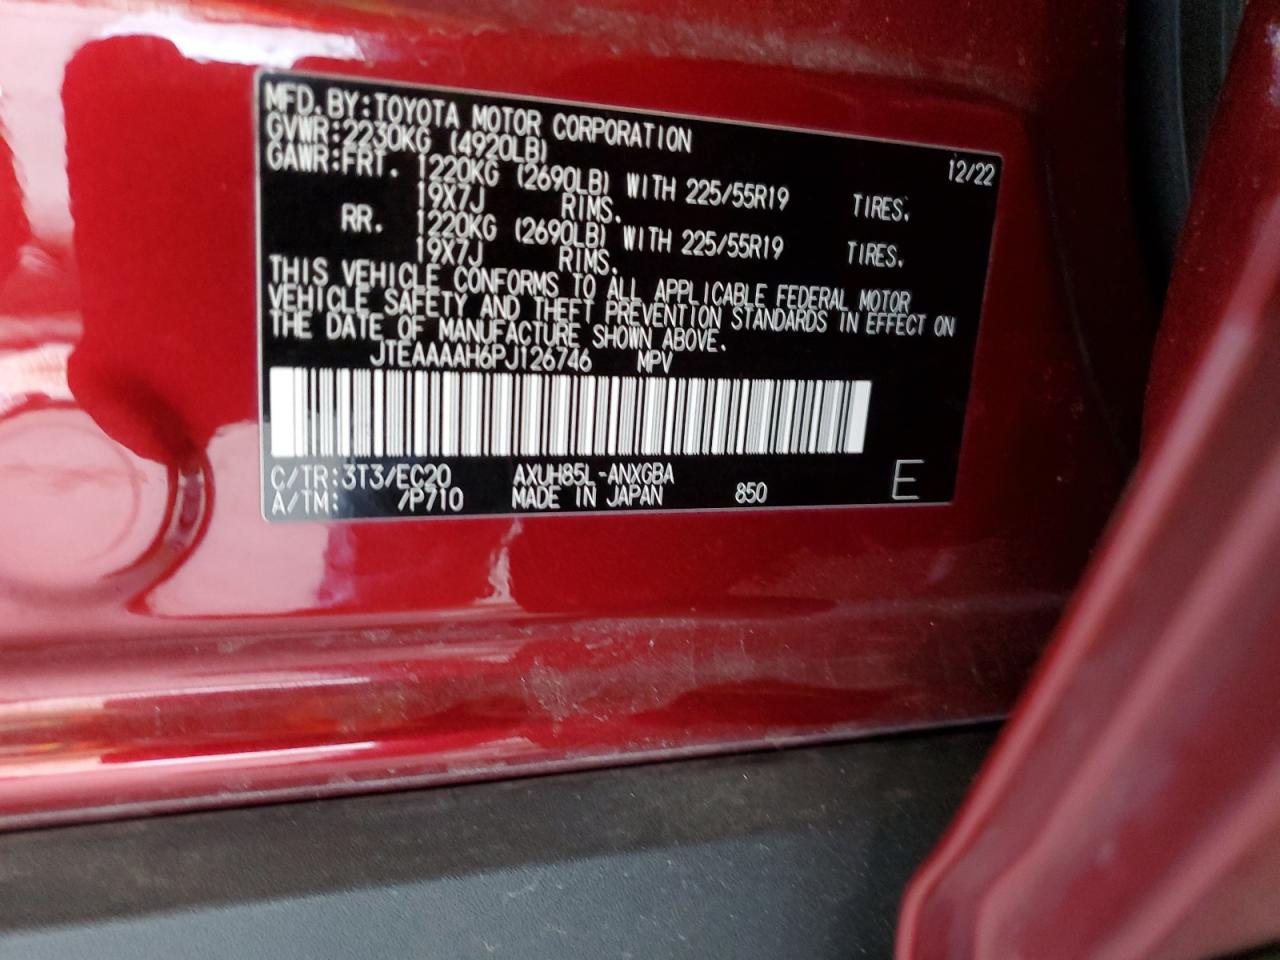 MFD. BY: TOYOTA MOTOR CORPORATION
12/22
GVWR: 2230KG (4920LB)
GAWR: FRT. 1220KG (2690LB) WITH 225/55R19 TIRES,
19X7J RIMS.
RR. 1220KG (2690LB) WITH 225/55R19 TIRES,
19X7J RIMS.
THIS VEHICLE CONFORMS TO ALL APPLICABLE FEDERAL MOTOR
VEHICLE SAFETY AND THEFT PREVENTION STANDARDS IN EFFECT ON
THE DATE OF MANUFACTURE SHOWN ABOVE.
JTEAAAAH6PJ126746 MPV
C/TR: 3T3/EC20 AXUH85L-ANXGBA
A/TM: /P710 MADE IN JAPAN 850 E